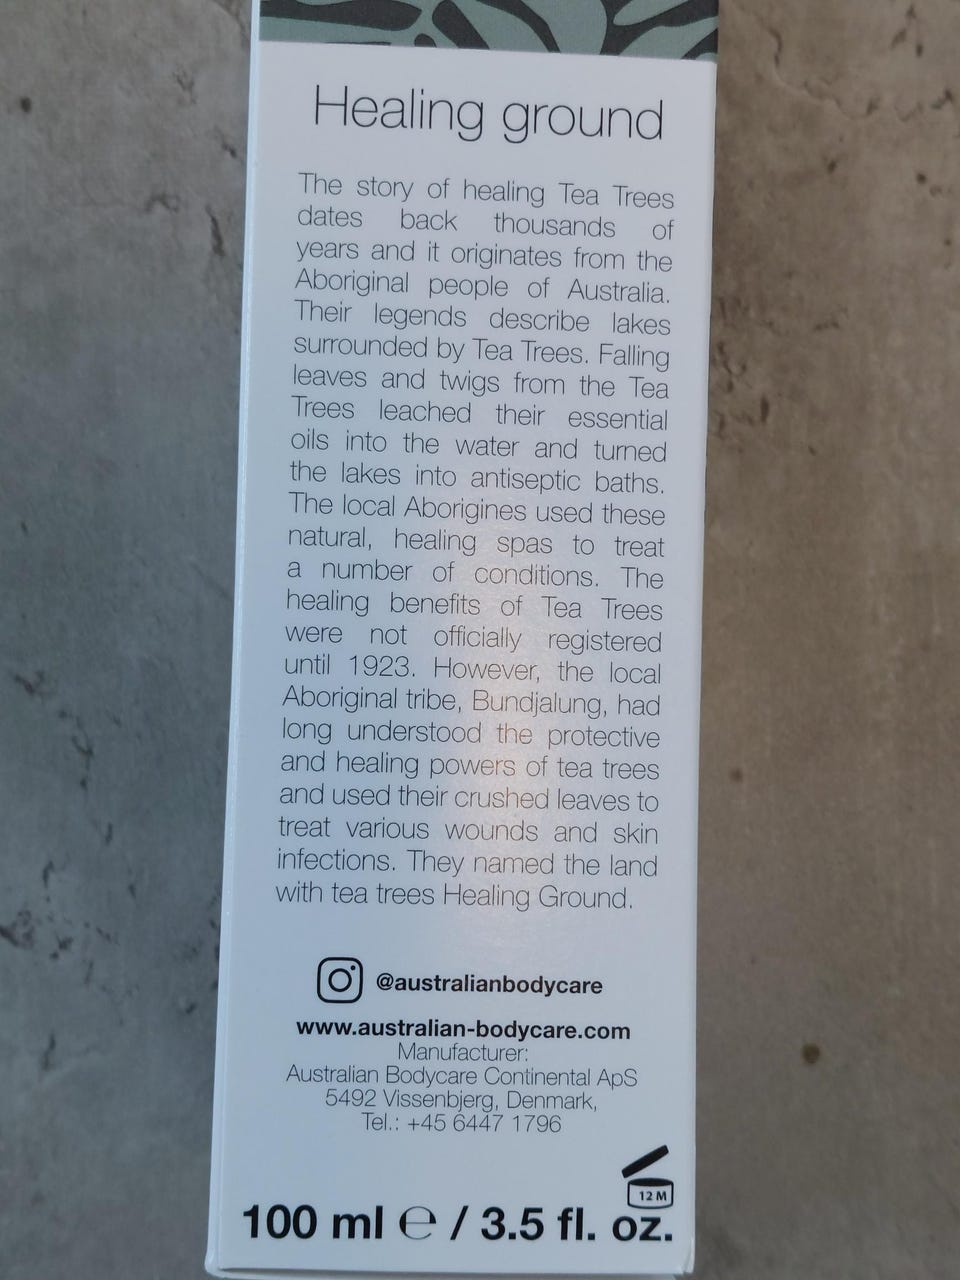 Healing ground
The story of healing Tea Trees
dates back thousands of
years and it originates from the
Aboriginal people of Australia.
Their legends describe lakes
surrounded by Tea Trees. Falling
leaves and twigs from the Tea
Trees leached their essential
oils into the water and turned
the lakes into antiseptic baths.
The local Aborigines used these
natural, healing spas to treat
a number of conditions. The
healing benefits of Tea Trees
were not officially registered
until 1923. However, the local
Aboriginal tribe, Bundjalung, had
long understood the protective
and healing powers of tea trees
and used their crushed leaves to
treat various wounds and skin
infections. They named the land
with tea trees Healing Ground.
@australianbodycare
www.australian-bodycare.com
Manufacturer:
Australian Bodycare Continental ApS
5492 Vissenbjerg, Denmark,
Tel.: +45 6447 1796
12 M
100 ml ℮ / 3.5 fl. oz.